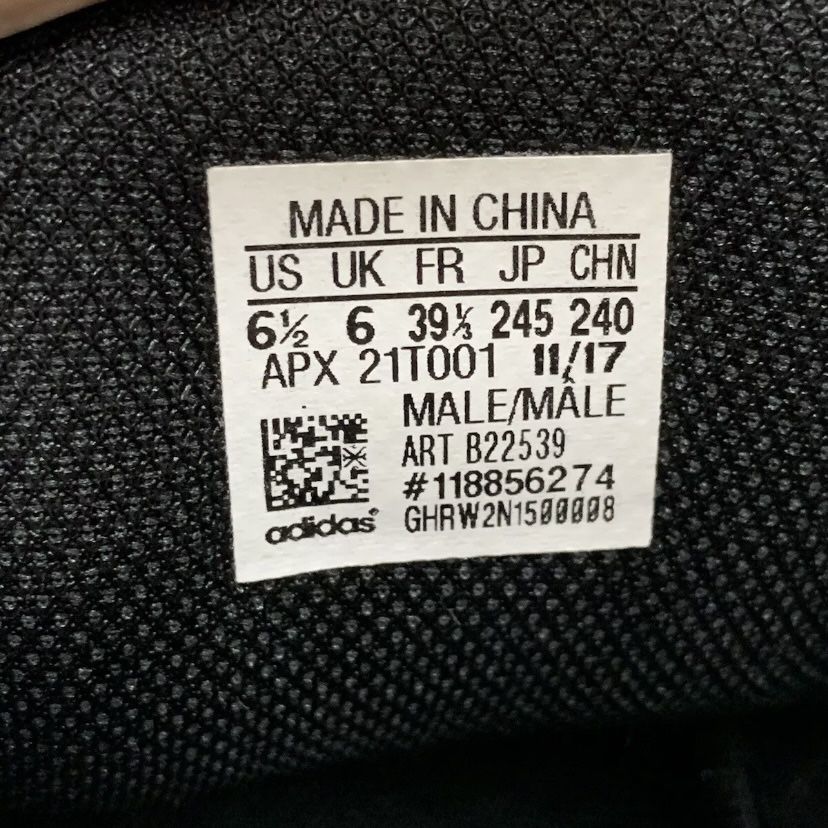 MADE IN CHINA
US UK FR JP CHN
6½ 6 39⅓ 245 240
APX 21T001 11/17
MALE/MÂLE
ART B22539
#118856274
adidas® GHRW2N1500008